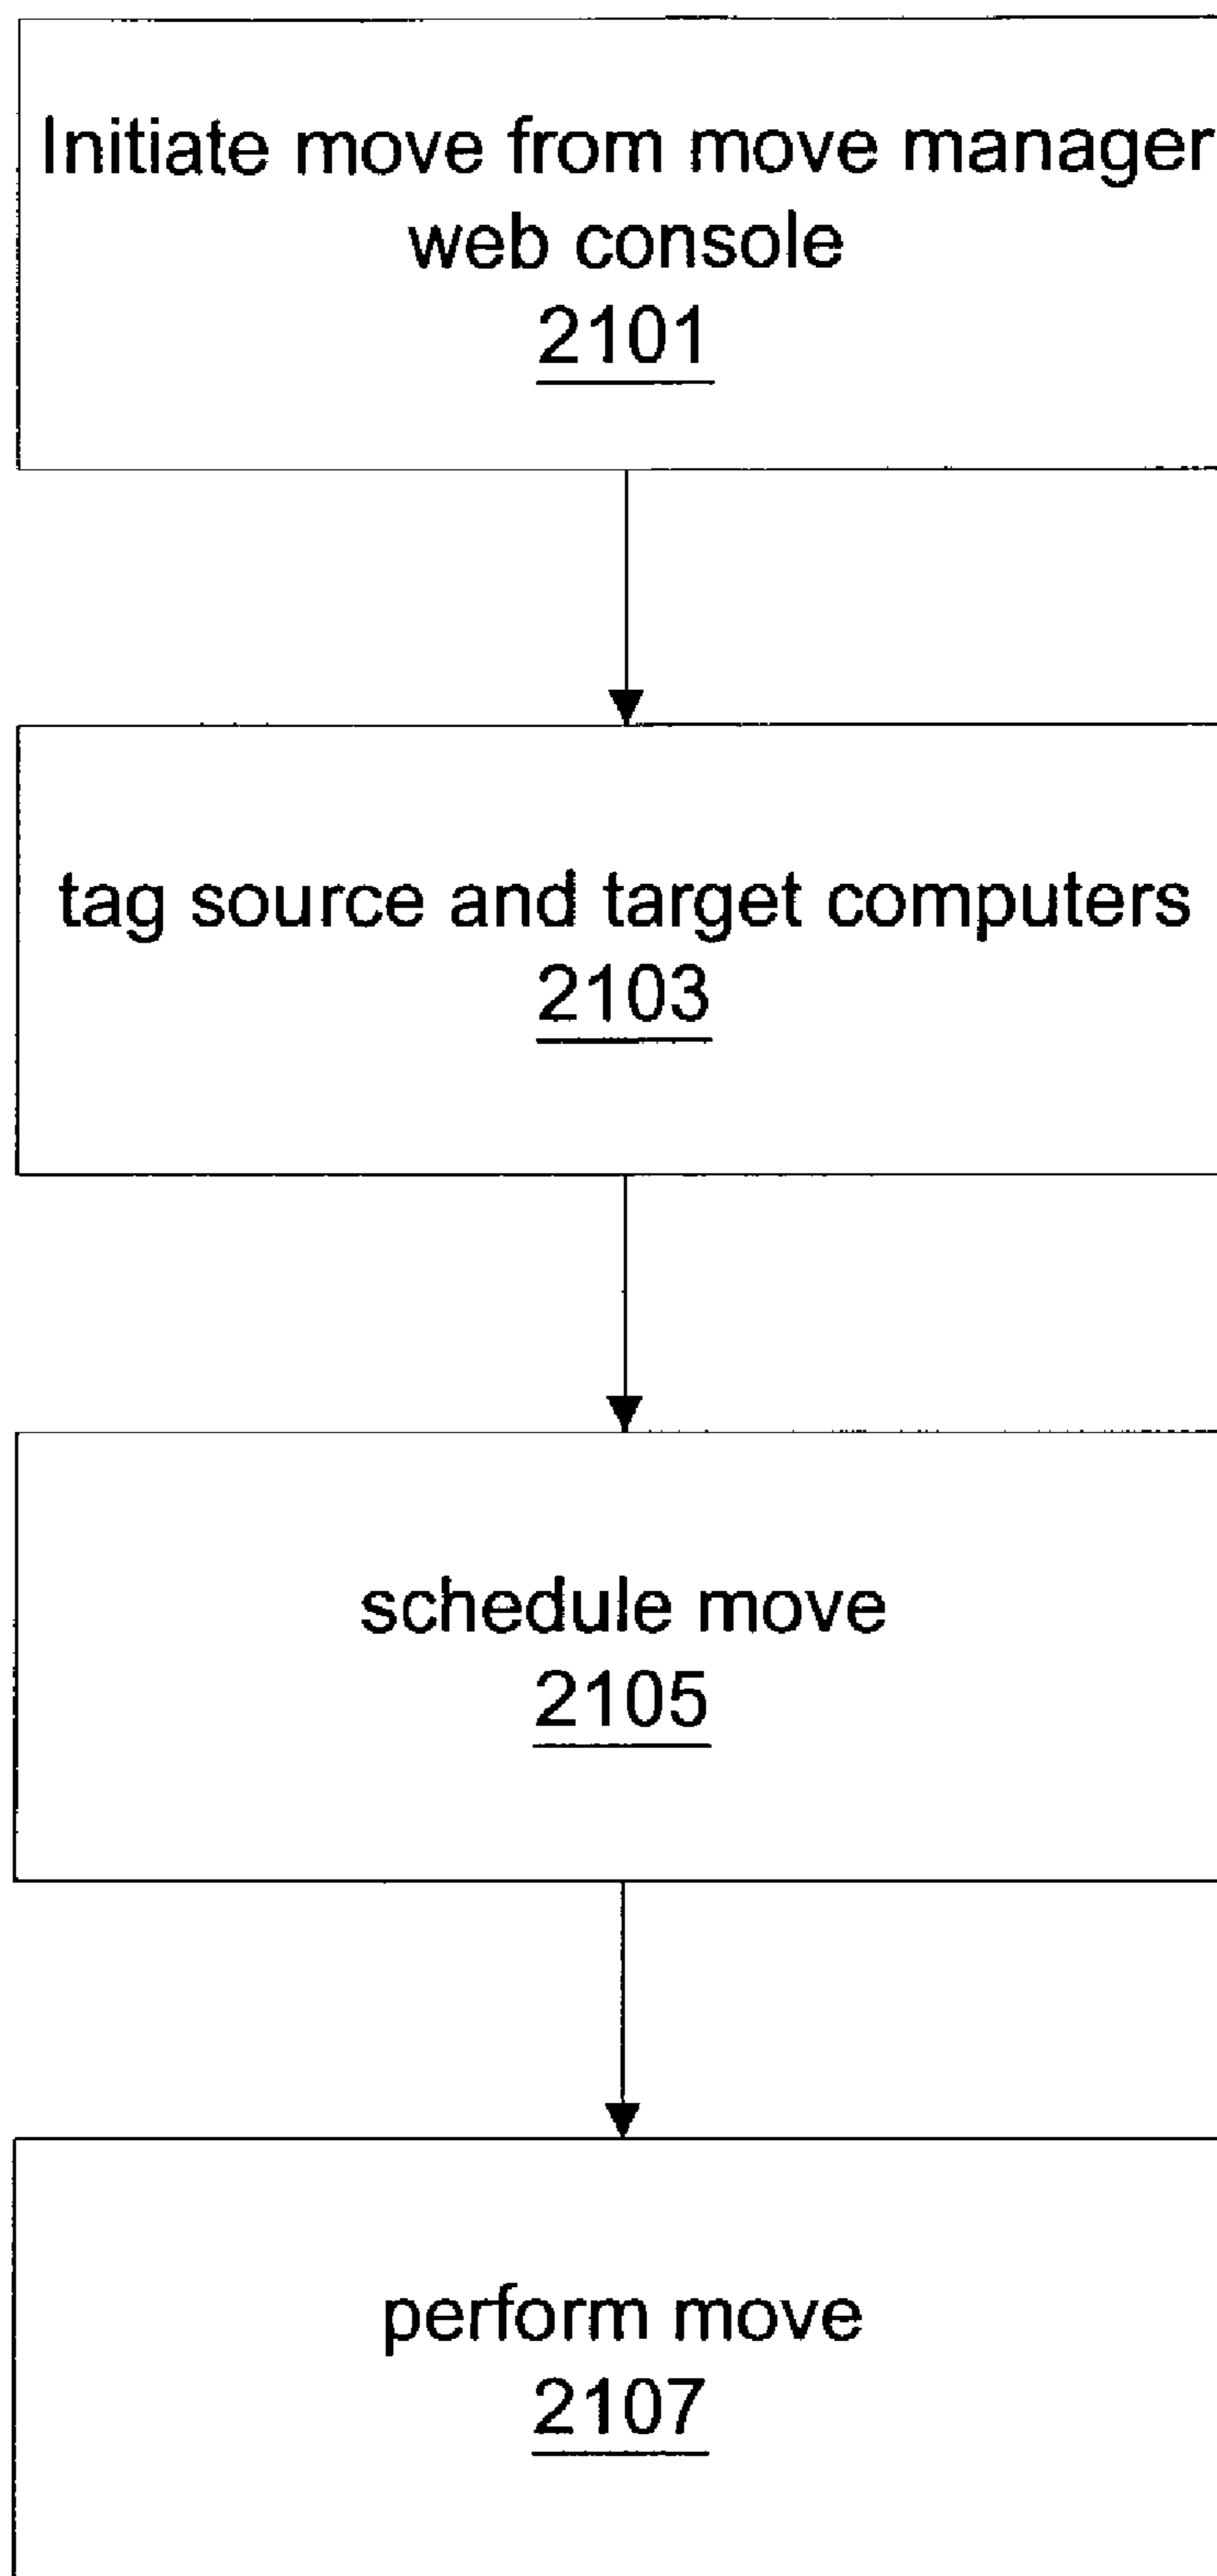 Initiate move from move manager
web console
2101
tag source and target computers
2103
schedule move
2105
perform move
2107